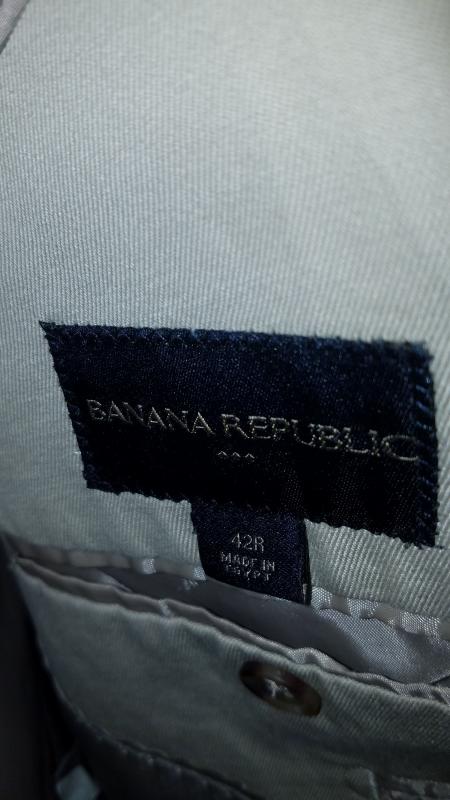 BANANA REPUBLIC
^^^
42R
MADE IN
EGYPT